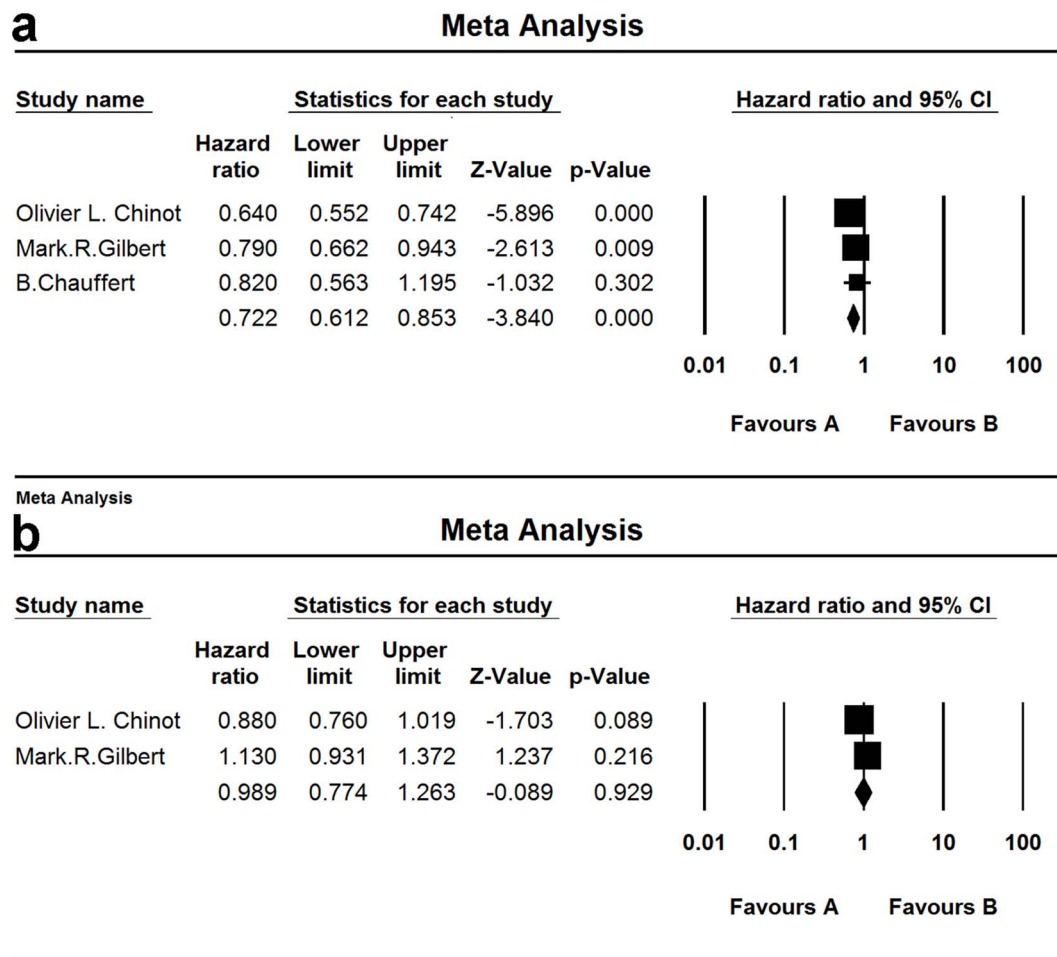 a
Meta Analysis
Study name Statistics for each study Hazard ratio and 95% CI
Hazard Lower Upper
ratio limit limit Z-Value p-Value
Olivier L. Chinot 0.640 0.552 0.742 -5.896 0.000
Mark.R.Gilbert 0.790 0.662 0.943 -2.613 0.009
B.Chauffert 0.820 0.563 1.195 -1.032 0.302
0.722 0.612 0.853 -3.840 0.000
0.01 0.1 1 10 100
Favours A Favours B
Meta Analysis
b
Meta Analysis
Study name Statistics for each study Hazard ratio and 95% CI
Hazard Lower Upper
ratio limit limit Z-Value p-Value
Olivier L. Chinot 0.880 0.760 1.019 -1.703 0.089
Mark.R.Gilbert 1.130 0.931 1.372 1.237 0.216
0.989 0.774 1.263 -0.089 0.929
0.01 0.1 1 10 100
Favours A Favours B